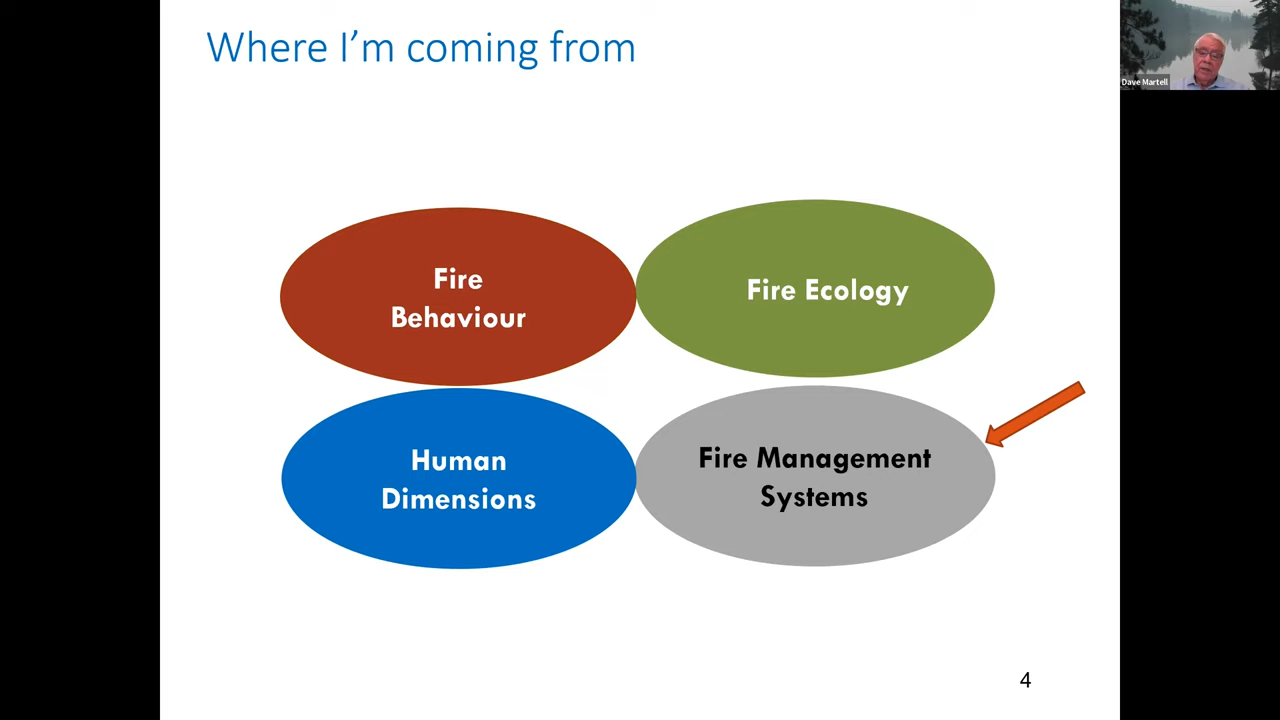 Where I’m coming from
Dave Martell
Fire
Behaviour
Fire Ecology
Human
Dimensions
Fire Management
Systems
4